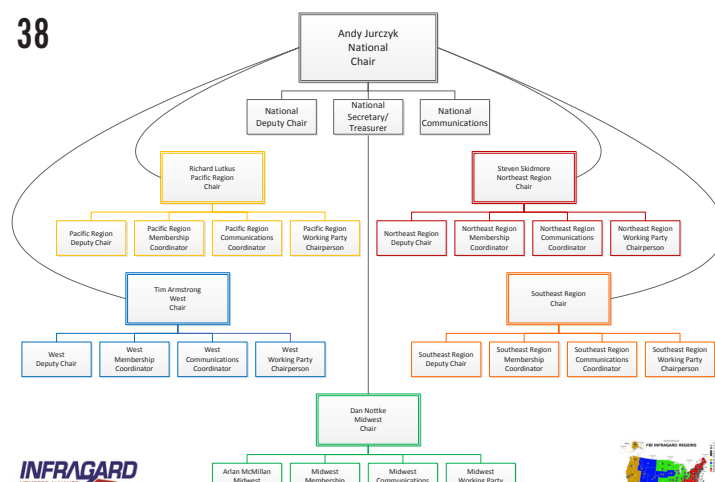 38
Andy Jurczyk
National
Chair
National
Deputy Chair
National
Secretary/
Treasurer
National
Communications
Richard Lutkus
Pacific Region
Chair
Steven Skidmore
Northeast Region
Chair
Pacific Region
Deputy Chair
Pacific Region
Membership
Coordinator
Pacific Region
Communications
Coordinator
Pacific Region
Working Party
Chairperson
Northeast Region
Deputy Chair
Northeast Region
Membership
Coordinator
Northeast Region
Communications
Coordinator
Northeast Region
Working Party
Chairperson
Tim Armstrong
West
Chair
Southeast Region
Chair
West
Deputy Chair
West
Membership
Coordinator
West
Communications
Coordinator
West
Working Party
Chairperson
Southeast Region
Deputy Chair
Southeast Region
Membership
Coordinator
Southeast Region
Communications
Coordinator
Southeast Region
Working Party
Chairperson
Dan Nottke
Midwest
Chair
Arlan McMillan
Midwest
Midwest
Membership
Midwest
Communications
Midwest
Working Party
INFRAGARD
FBI INFRAGARD REGIONS